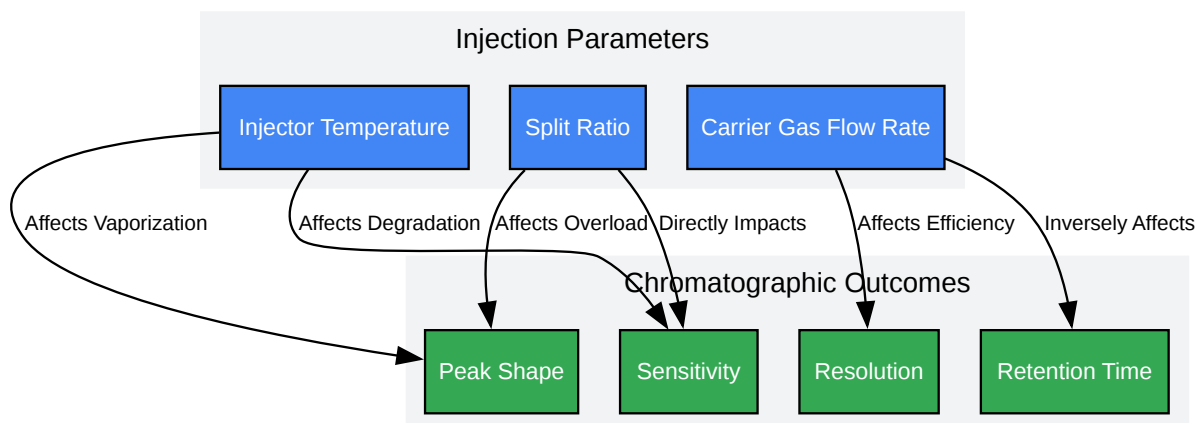 Injection Parameters
Injector Temperature
Split Ratio
Carrier Gas Flow Rate
Affects Vaporization
Affects Degradation
Affects Overload
Directly Impacts
Affects Efficiency
Inversely Affects
Chromatographic Outcomes
Peak Shape
Sensitivity
Resolution
Retention Time